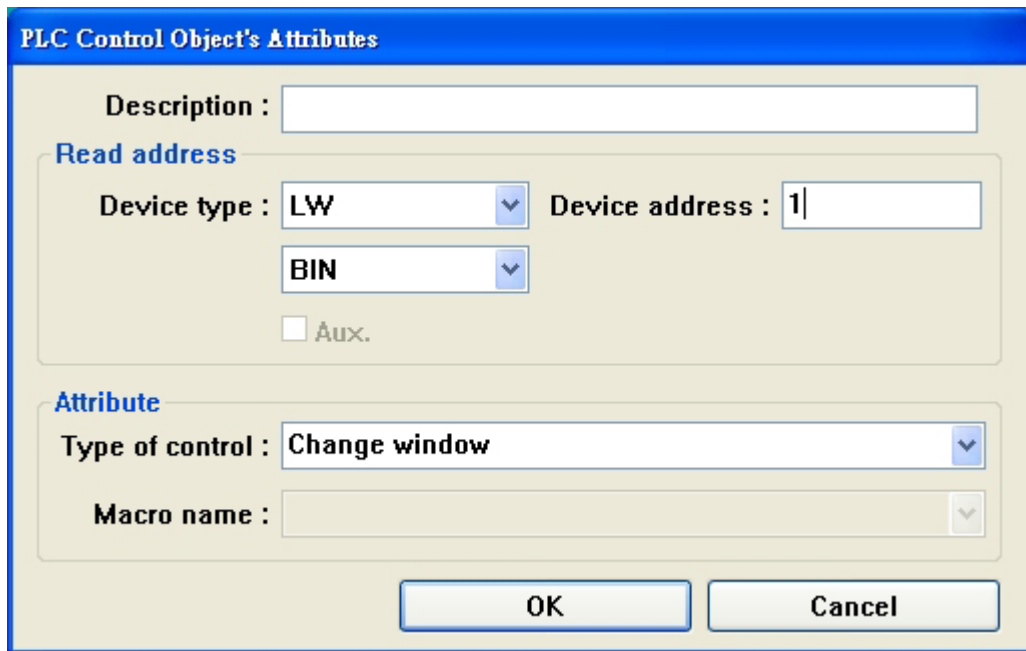 PLC Control Object's Attributes
Description :
Read address
Device type : LW Device address : 1
BIN
Aux.
Attribute
Type of control : Change window
Macro name :
OK Cancel